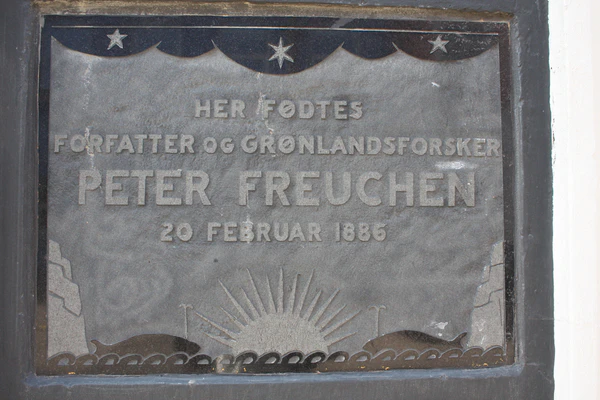 HER FØDTES
FORFATTER OG GRØNLANDSFORSKER
PETER FREUCHEN
20 FEBRUAR 1886